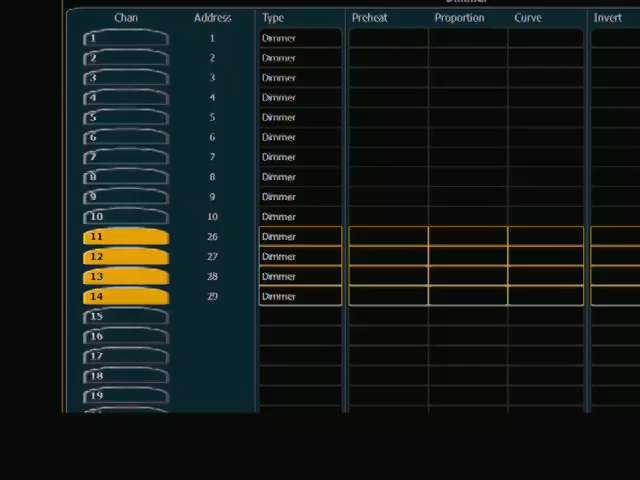 Dimmer
Chan Address Type Preheat Proportion Curve Invert
1 1 Dimmer
2 2 Dimmer
3 3 Dimmer
4 4 Dimmer
5 5 Dimmer
6 6 Dimmer
7 7 Dimmer
8 8 Dimmer
9 9 Dimmer
10 10 Dimmer
11 26 Dimmer
12 27 Dimmer
13 28 Dimmer
14 29 Dimmer
15
16
17
18
19